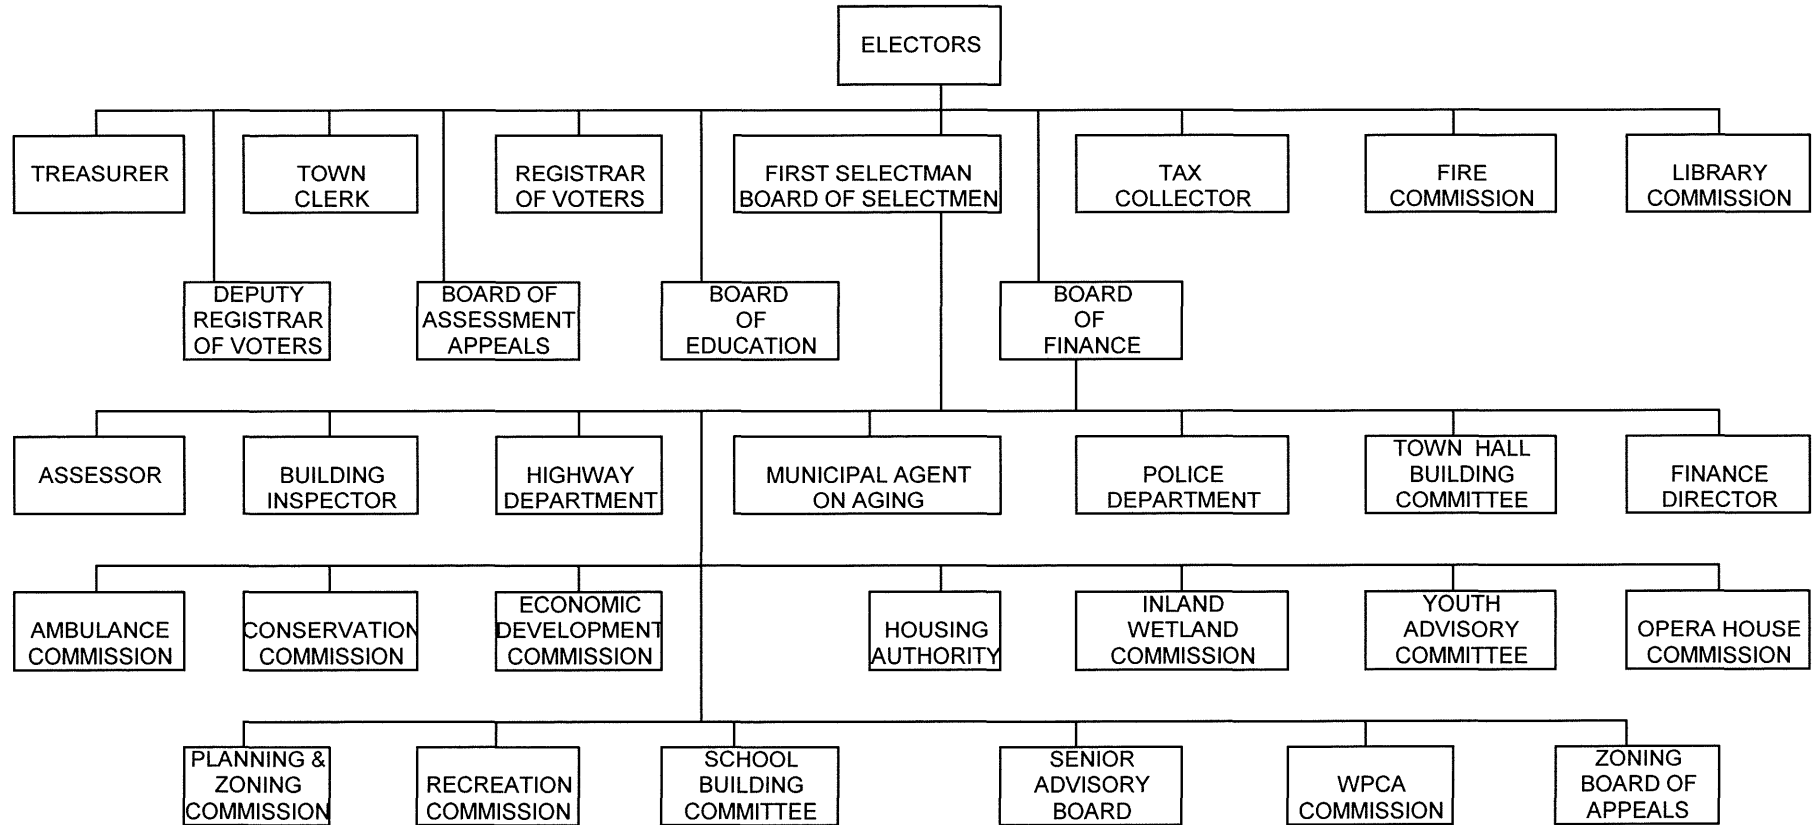 ELECTORS
TREASURER
TOWN
CLERK
REGISTRAR
OF VOTERS
FIRST SELECTMAN
BOARD OF SELECTMEN
TAX
COLLECTOR
FIRE
COMMISSION
LIBRARY
COMMISSION
DEPUTY
REGISTRAR
OF VOTERS
BOARD OF
ASSESSMENT
APPEALS
BOARD
OF
EDUCATION
BOARD
OF
FINANCE
ASSESSOR
BUILDING
INSPECTOR
HIGHWAY
DEPARTMENT
MUNICIPAL AGENT
ON AGING
POLICE
DEPARTMENT
TOWN HALL
BUILDING
COMMITTEE
FINANCE
DIRECTOR
AMBULANCE
COMMISSION
CONSERVATION
COMMISSION
ECONOMIC
DEVELOPMENT
COMMISSION
HOUSING
AUTHORITY
INLAND
WETLAND
COMMISSION
YOUTH
ADVISORY
COMMITTEE
OPERA HOUSE
COMMISSION
PLANNING &
ZONING
COMMISSION
RECREATION
COMMISSION
SCHOOL
BUILDING
COMMITTEE
SENIOR
ADVISORY
BOARD
WPCA
COMMISSION
ZONING
BOARD OF
APPEALS